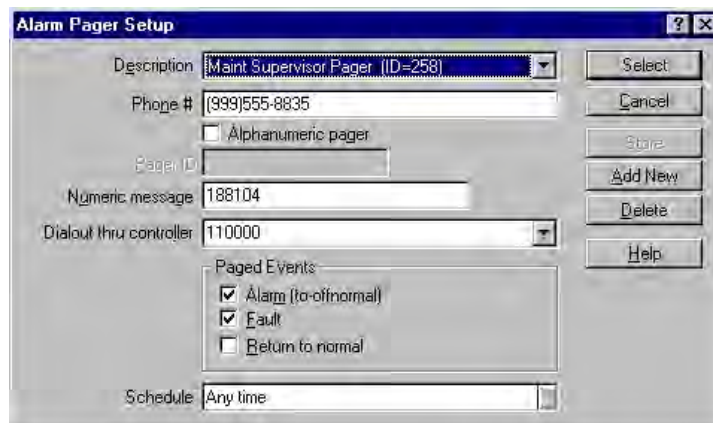 Alarm Pager Setup
Description Maint Supervisor Pager (ID=258)
Select
Phone # (999)555-8835
Cancel
Alphanumeric pager
Store
Pager ID
Add New
Numeric message 188104
Delete
Dialout thru controller 110000
Help
Paged Events
Alarm (to-offnormal)
Fault
Return to normal
Schedule Any time